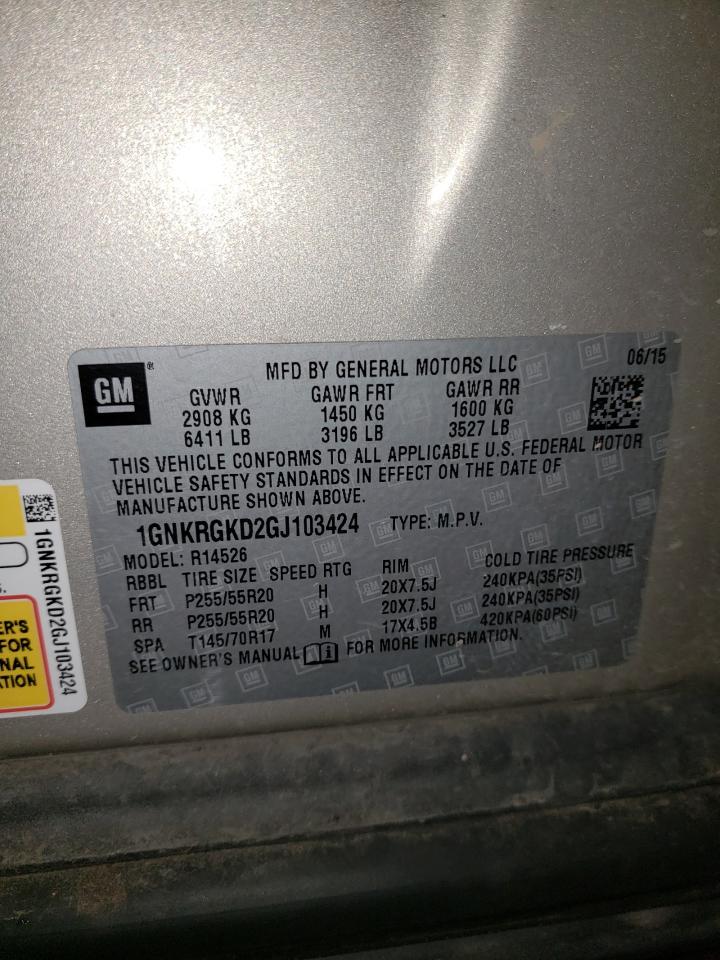 GM ®
MFD BY GENERAL MOTORS LLC 06/15
GVWR GAWR FRT GAWR RR
2908 KG 1450 KG 1600 KG
6411 LB 3196 LB 3527 LB
THIS VEHICLE CONFORMS TO ALL APPLICABLE U.S. FEDERAL MOTOR
VEHICLE SAFETY STANDARDS IN EFFECT ON THE DATE OF
MANUFACTURE SHOWN ABOVE.
1GNKRGKD2GJ103424 TYPE: M.P.V.
MODEL: R14526
RBBL TIRE SIZE SPEED RTG RIM COLD TIRE PRESSURE
FRT P255/55R20 H 20X7.5J 240KPA(35PSI)
RR P255/55R20 H 20X7.5J 240KPA(35PSI)
SPA T145/70R17 M 17X4.5B 420KPA(60PSI)
SEE OWNER'S MANUAL i FOR MORE INFORMATION.
1GNKRGKD2GJ103424
S.
ER'S
FOR
NAL
TION